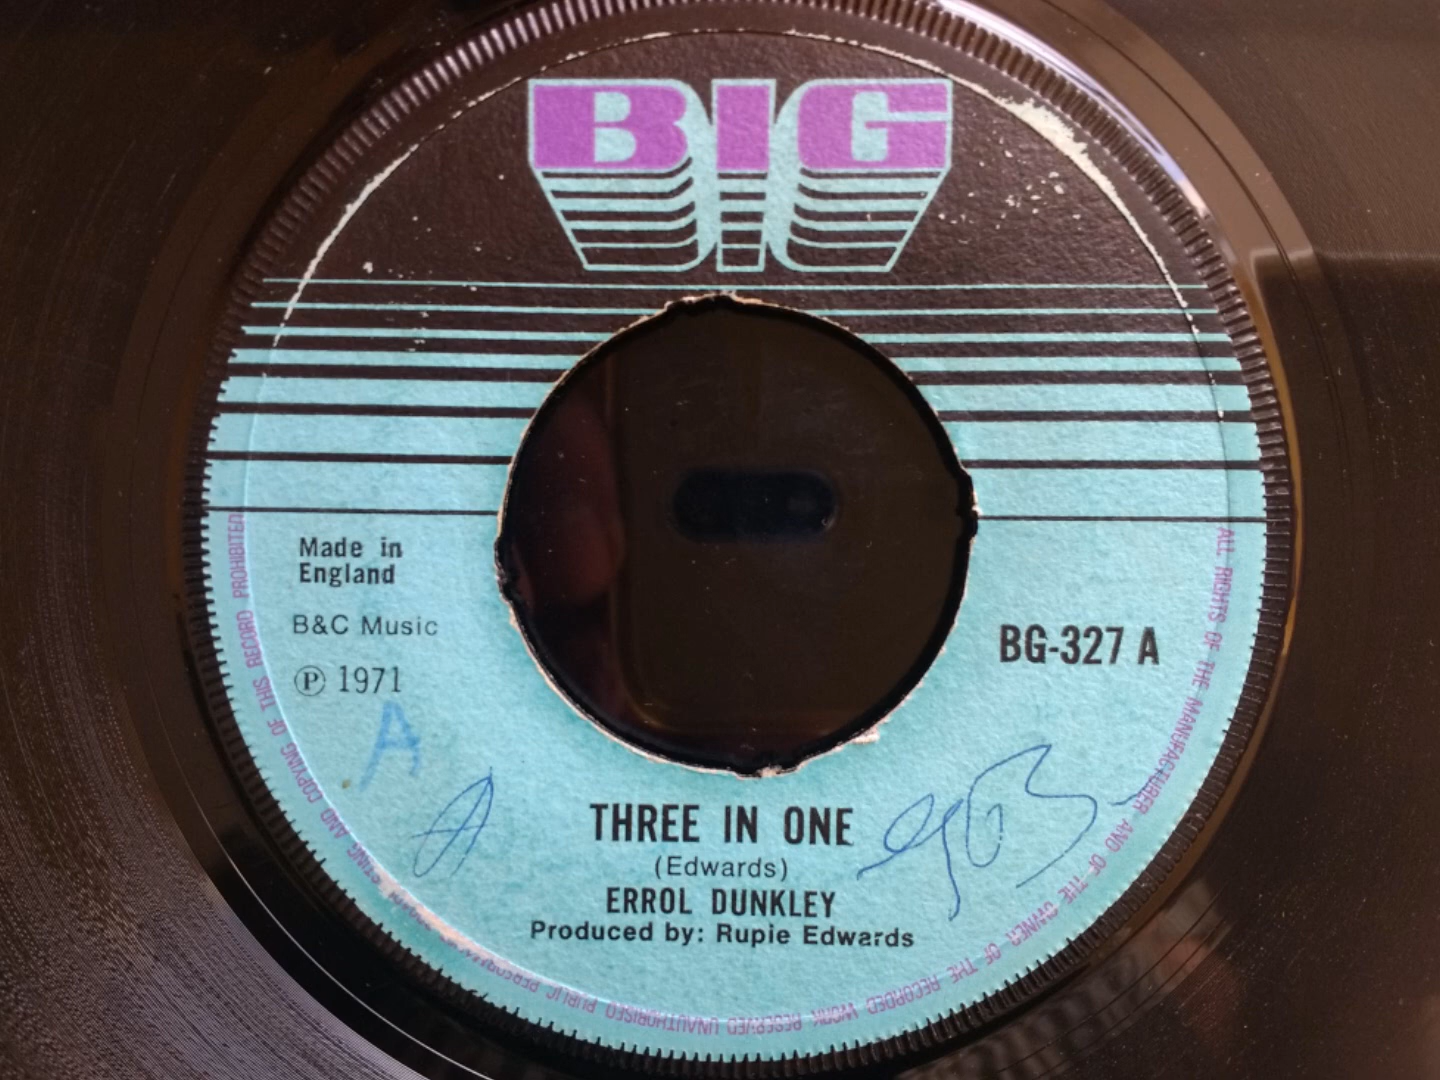 BIG
Made in
England
B&C Music
℗ 1971
BG-327 A
A
A
THREE IN ONE
(Edwards)
ERROL DUNKLEY
Produced by: Rupie Edwards
ALL RIGHTS OF THE MANUFACTURER AND OF THE OWNER OF THE RECORDED WORK RESERVED UNAUTHORISED PUBLIC PERFORMANCE AND COPYING OF THIS RECORD PROHIBITED